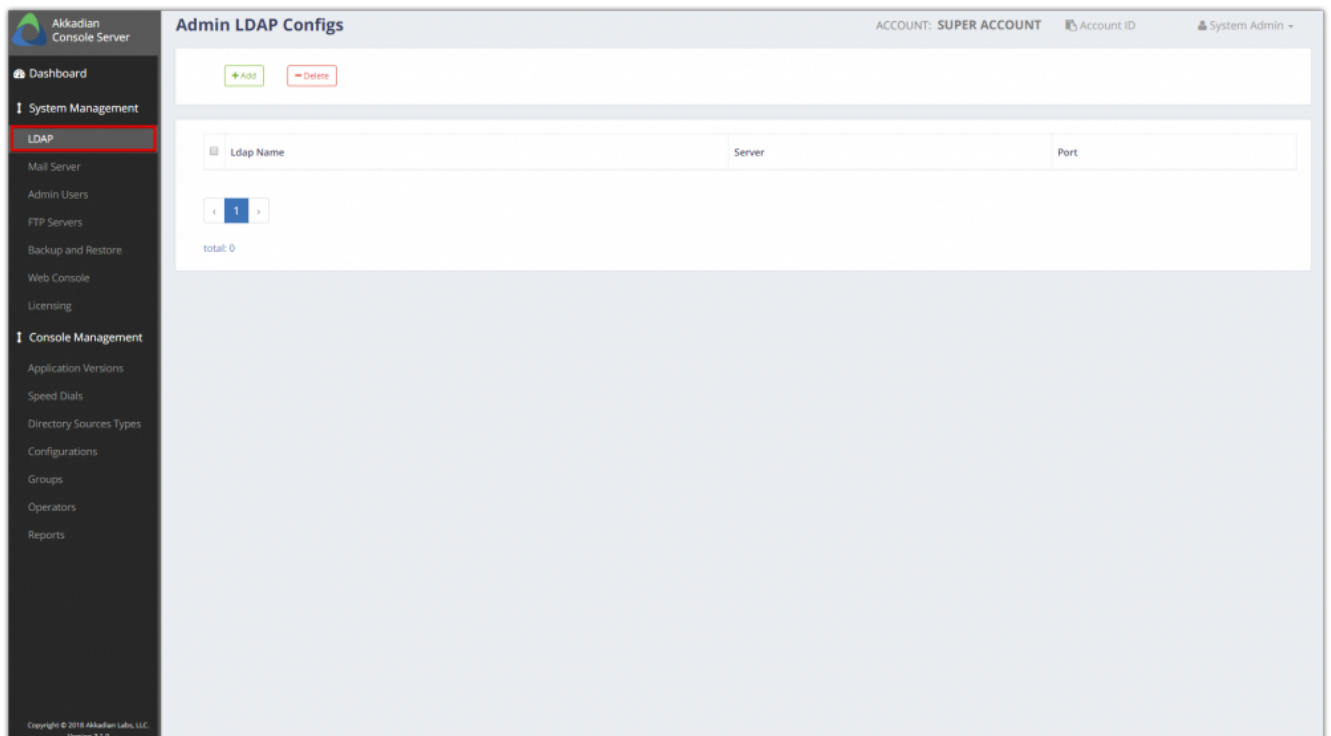 Akkadian
Console Server
Admin LDAP Configs
ACCOUNT: SUPER ACCOUNT
Account ID
System Admin
Dashboard
+Add
Delete
System Management
LDAP
Mail Server
Admin Users
FTP Servers
Backup and Restore
Web Console
Licensing
Console Management
Application Versions
Speed Dials
Directory Sources Types
Configurations
Groups
Operators
Reports
Ldap Name Server Port
‹ 1 ›
total: 0
Copyright © 2018 Akkadian Labs, LLC.